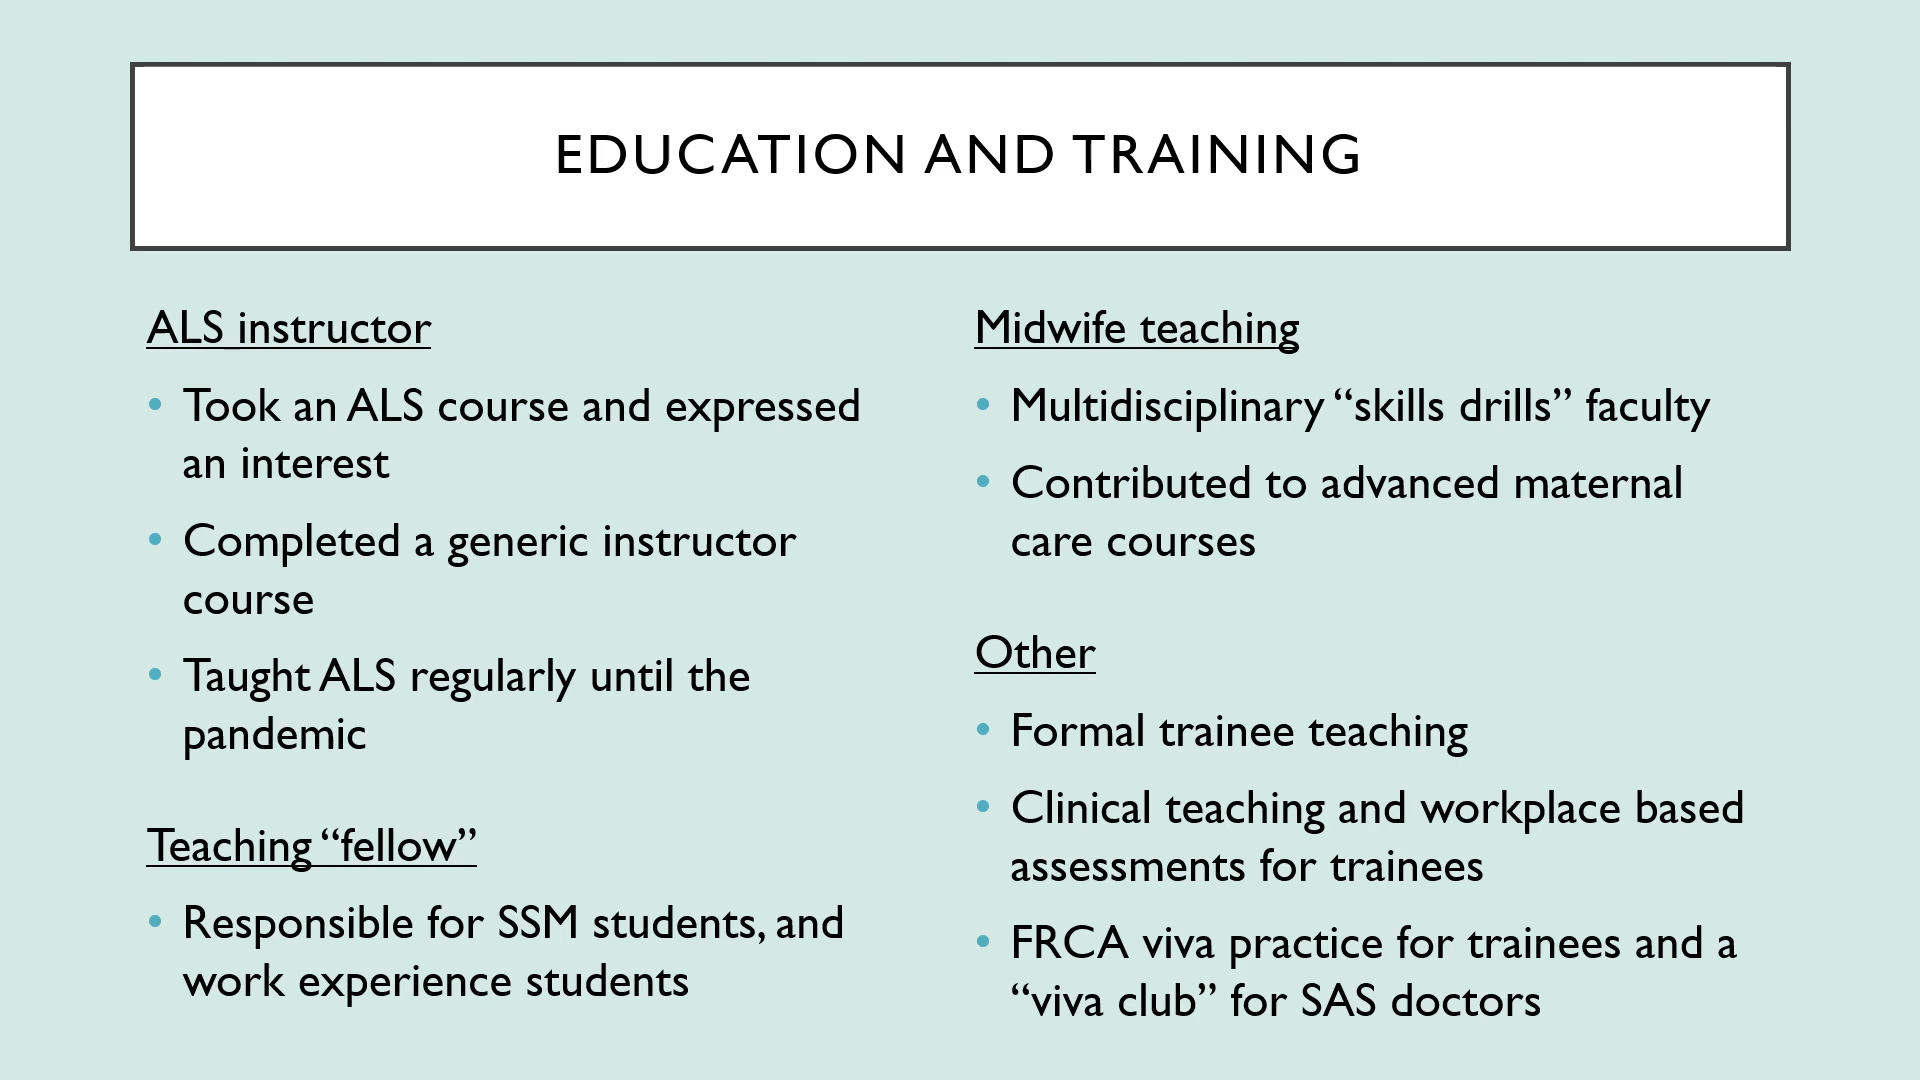 EDUCATION AND TRAINING
ALS instructor
• Took an ALS course and expressed
an interest
• Completed a generic instructor
course
• Taught ALS regularly until the
pandemic
Teaching “fellow”
• Responsible for SSM students, and
work experience students
Midwife teaching
• Multidisciplinary “skills drills” faculty
• Contributed to advanced maternal
care courses
Other
• Formal trainee teaching
• Clinical teaching and workplace based
assessments for trainees
• FRCA viva practice for trainees and a
“viva club” for SAS doctors